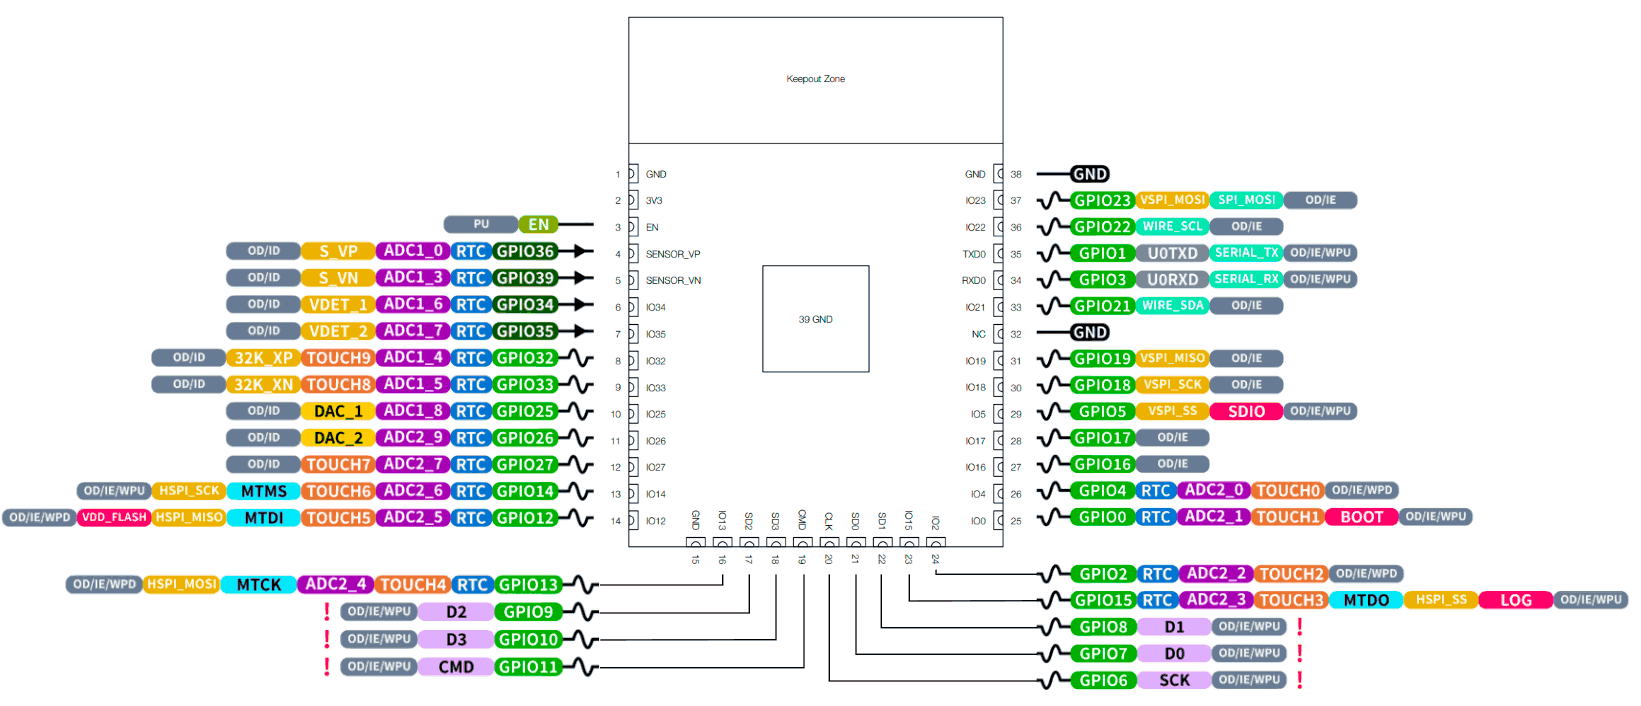 Keepout Zone
1 GND
2 3V3
PU EN 3 EN
OD/ID S_VP ADC1_0 RTC GPIO36 4 SENSOR_VP
OD/ID S_VN ADC1_3 RTC GPIO39 5 SENSOR_VN
OD/ID VDET_1 ADC1_6 RTC GPIO34 6 IO34
OD/ID VDET_2 ADC1_7 RTC GPIO35 7 IO35
OD/ID 32K_XP TOUCH9 ADC1_4 RTC GPIO32 8 IO32
OD/ID 32K_XN TOUCH8 ADC1_5 RTC GPIO33 9 IO33
OD/ID DAC_1 ADC1_8 RTC GPIO25 10 IO25
OD/ID DAC_2 ADC2_9 RTC GPIO26 11 IO26
OD/ID TOUCH7 ADC2_7 RTC GPIO27 12 IO27
OD/IE/WPU HSPI_SCK MTMS TOUCH6 ADC2_6 RTC GPIO14 13 IO14
OD/IE/WPD VDD_FLASH HSPI_MISO MTDI TOUCH5 ADC2_5 RTC GPIO12 14 IO12
39 GND
GND 38 GND
IO23 37 GPIO23 VSPI_MOSI SPI_MOSI OD/IE
IO22 36 GPIO22 WIRE_SCL OD/IE
TXD0 35 GPIO1 U0TXD SERIAL_TX OD/IE/WPU
RXD0 34 GPIO3 U0RXD SERIAL_RX OD/IE/WPU
IO21 33 GPIO21 WIRE_SDA OD/IE
NC 32 GND
IO19 31 GPIO19 VSPI_MISO OD/IE
IO18 30 GPIO18 VSPI_SCK OD/IE
IO5 29 GPIO5 VSPI_SS SDIO OD/IE/WPU
IO17 28 GPIO17 OD/IE
IO16 27 GPIO16 OD/IE
IO4 26 GPIO4 RTC ADC2_0 TOUCH0 OD/IE/WPD
IO0 25 GPIO0 RTC ADC2_1 TOUCH1 BOOT OD/IE/WPU
GND IO13 SD2 SD3 CMD CLK SD0 SD1 IO15 IO2
15 16 17 18 19 20 21 22 23 24
OD/IE/WPD HSPI_MOSI MTCK ADC2_4 TOUCH4 RTC GPIO13
! OD/IE/WPU D2 GPIO9
! OD/IE/WPU D3 GPIO10
! OD/IE/WPU CMD GPIO11
GPIO2 RTC ADC2_2 TOUCH2 OD/IE/WPD
GPIO15 RTC ADC2_3 TOUCH3 MTDO HSPI_SS LOG OD/IE/WPU
GPIO8 D1 OD/IE/WPU !
GPIO7 D0 OD/IE/WPU !
GPIO6 SCK OD/IE/WPU !